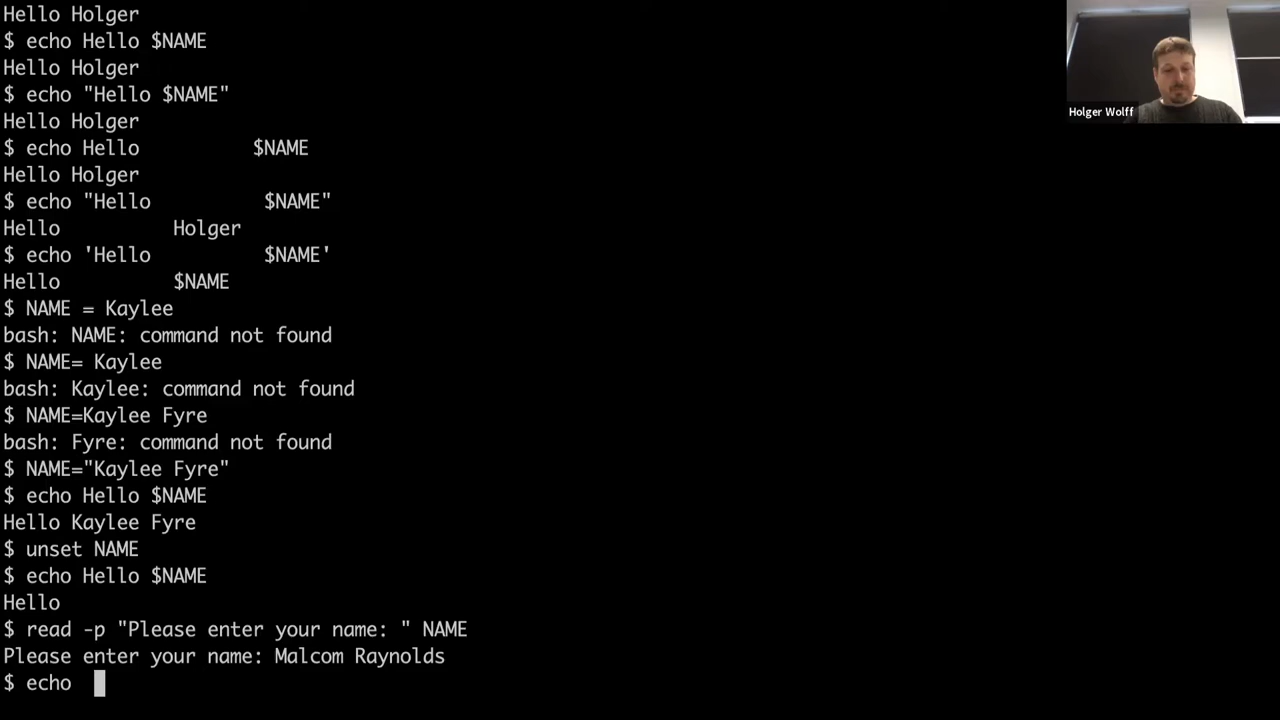 Hello Holger
$ echo Hello $NAME
Hello Holger
$ echo "Hello $NAME"
Hello Holger
$ echo Hello          $NAME
Hello Holger
$ echo "Hello          $NAME"
Hello          Holger
$ echo 'Hello          $NAME'
Hello          $NAME
$ NAME = Kaylee
bash: NAME: command not found
$ NAME= Kaylee
bash: Kaylee: command not found
$ NAME=Kaylee Fyre
bash: Fyre: command not found
$ NAME="Kaylee Fyre"
$ echo Hello $NAME
Hello Kaylee Fyre
$ unset NAME
$ echo Hello $NAME
Hello
$ read -p "Please enter your name: " NAME
Please enter your name: Malcom Raynolds
$ echo
Holger Wolff